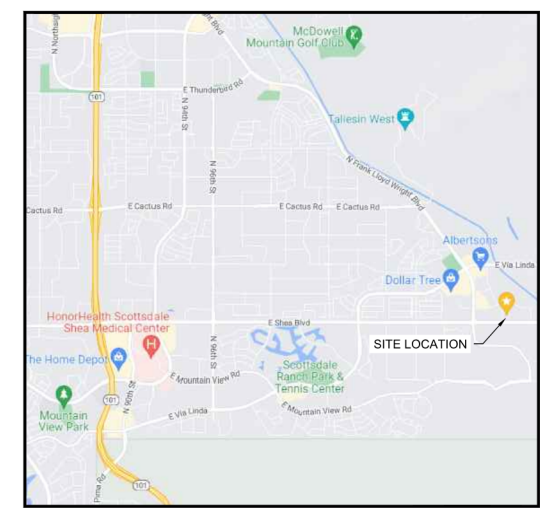 N Northsight
McDowell
Mountain Golf Club
Blvd
E Thunderbird Rd
101
N 94th St
Taliesin West
N 96th St
N Frank Lloyd Wright Blvd
Cactus Rd
E Cactus Rd
E Cactus Rd
E Cactus Rd
Albertsons
E Via Linda
Dollar Tree
HonorHealth Scottsdale
Shea Medical Center
E Shea Blvd
H
SITE LOCATION
The Home Depot
N 96th St
Scottsdale
Ranch Park &
Tennis Center
E Mountain View Rd
N 90th St
101
Mountain
View Park
E Via Linda
E Mountain View Rd
Pima Rd
101